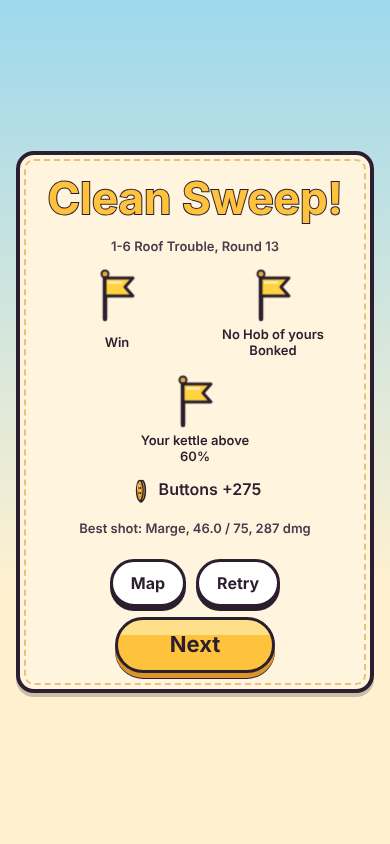 Clean Sweep!
1-6 Roof Trouble, Round 13
Win
No Hob of yours
Bonked
Your kettle above
60%
Buttons +275
Best shot: Marge, 46.0 / 75, 287 dmg
Map
Retry
Next